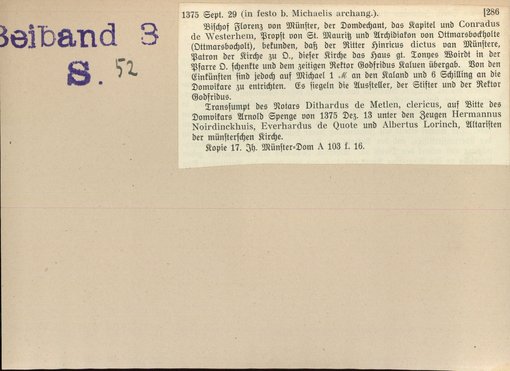 Beiband 3
S. 52
1375 Sept. 29 (in festo b. Michaelis archang.). [286
Bischof Florenz von Münster, der Domdechant, das Kapitel und Conradus
de Westerhem, Propst von St. Mauritz und Archidiakon von Ottmarsbockholte
(Ottmarsbocholt), bekunden, daß der Ritter Hinricus dictus van Münstere,
Patron der Kirche zu O., dieser Kirche das Haus gt. Tonyes Woirdt in der
Pfarre O. schenkte und dem zeitigen Rektor Godfridus Kaluen übergab. Von den
Einkünften sind jedoch auf Michael 1 M an den Kaland und 6 Schilling an die
Domvikare zu entrichten. Es siegeln die Aussteller, der Stifter und der Rektor
Godfridus.
Transsumpt des Notars Dithardus de Metlen, clericus, auf Bitte des
Domvikars Arnold Spenge von 1375 Dez. 13 unter den Zeugen Hermannus
Noirdinckhuis, Everhardus de Quote und Albertus Lorinch, Altaristen
der münsterschen Kirche.
Kopie 17. Jh. Münster-Dom A 103 f. 16.